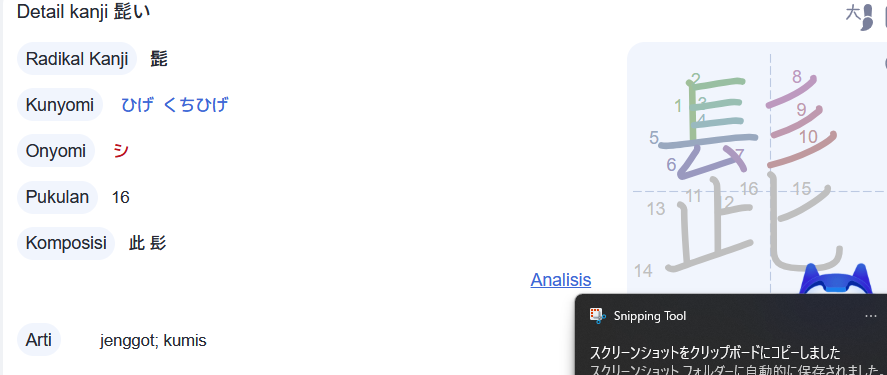 Detail kanji 髭い
大
Radikal Kanji 髭
Kunyomi ひげ くちひげ
Onyomi シ
Pukulan 16
Komposisi 此 髟
Analisis
Arti jenggot; kumis
1
2
3
4
5
6
7
8
9
10
11
2
13
14
15
16
Snipping Tool
スクリーンショットをクリップボードにコピーしました
スクリーンショット フォルダーに自動的に保存されました。